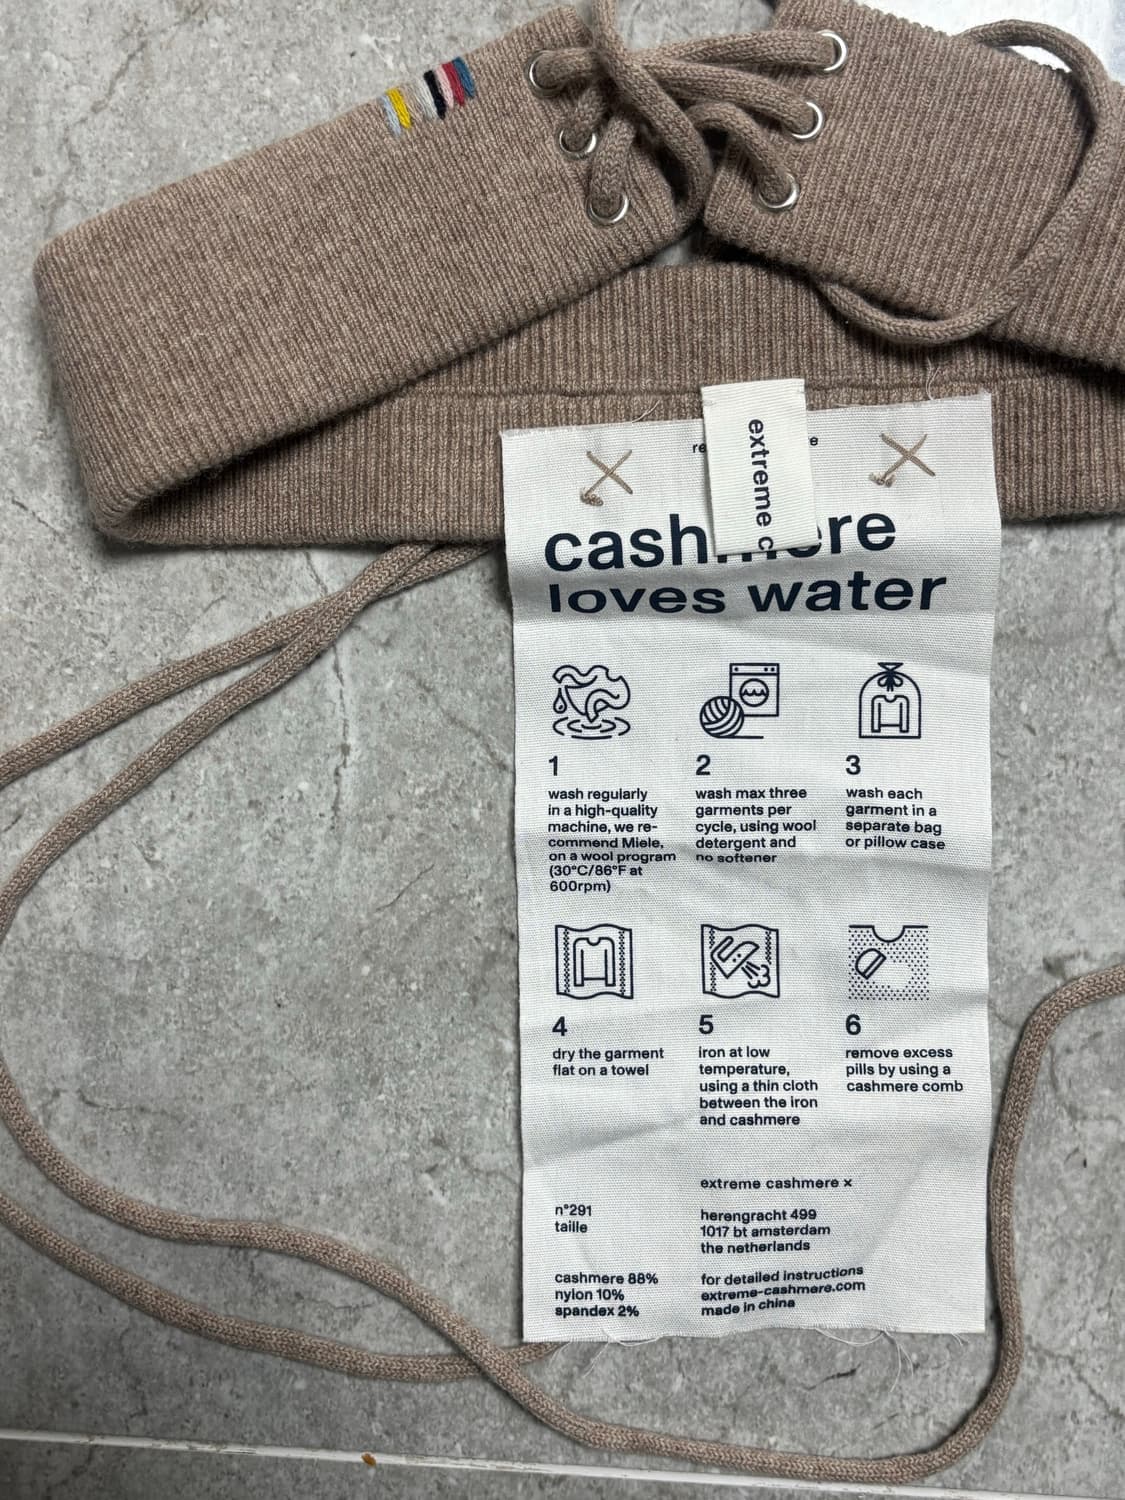 extreme c
cash
re
loves water
1
wash regularly
in a high-quality
machine, we re-
commend Miele,
on a wool program
(30°C/86°F at
600rpm)
2
wash max three
garments per
cycle, using wool
detergent and
no softener
3
wash each
garment in a
separate bag
or pillow case
4
dry the garment
flat on a towel
5
iron at low
temperature,
using a thin cloth
between the iron
and cashmere
6
remove excess
pills by using a
cashmere comb
n°291
taille
cashmere 88%
nylon 10%
spandex 2%
extreme cashmere x
herengracht 499
1017 bt amsterdam
the netherlands
for detailed instructions
extreme-cashmere.com
made in china